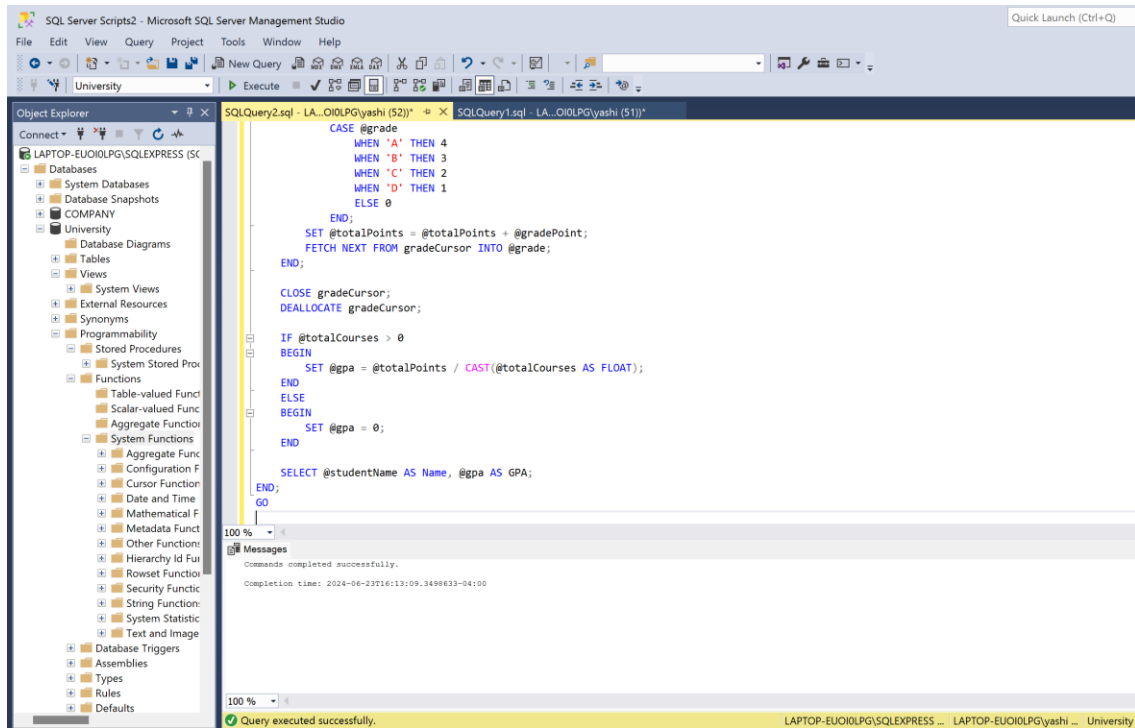 SQL Server Scripts2 - Microsoft SQL Server Management Studio
Quick Launch (Ctrl+Q)
File Edit View Query Project Tools Window Help
New Query
University
Execute
Object Explorer
Connect
LAPTOP-EUOI0LPG\SQLEXPRESS (SC
Databases
System Databases
Database Snapshots
COMPANY
University
Database Diagrams
Tables
Views
System Views
External Resources
Synonyms
Programmability
Stored Procedures
System Stored Proc
Functions
Table-valued Funct
Scalar-valued Func
Aggregate Function
System Functions
Aggregate Func
Configuration F
Cursor Function
Date and Time
Mathematical F
Metadata Funct
Other Functions
Hierarchy Id Fun
Rowset Function
Security Functio
String Functions
System Statistic
Text and Image
Database Triggers
Assemblies
Types
Rules
Defaults
SQLQuery2.sql - LA...OI0LPG\yashi (52))*
SQLQuery1.sql - LA...OI0LPG\yashi (51))*
CASE @grade
WHEN 'A' THEN 4
WHEN 'B' THEN 3
WHEN 'C' THEN 2
WHEN 'D' THEN 1
ELSE 0
END;
SET @totalPoints = @totalPoints + @gradePoint;
FETCH NEXT FROM gradeCursor INTO @grade;
END;
CLOSE gradeCursor;
DEALLOCATE gradeCursor;
IF @totalCourses > 0
BEGIN
SET @gpa = @totalPoints / CAST(@totalCourses AS FLOAT);
END
ELSE
BEGIN
SET @gpa = 0;
END
SELECT @studentName AS Name, @gpa AS GPA;
END;
GO
100 %
Messages
Commands completed successfully.
Completion time: 2024-06-23T16:13:09.3498633-04:00
100 %
Query executed successfully.
LAPTOP-EUOI0LPG\SQLEXPRESS ... LAPTOP-EUOI0LPG\yashi ... University